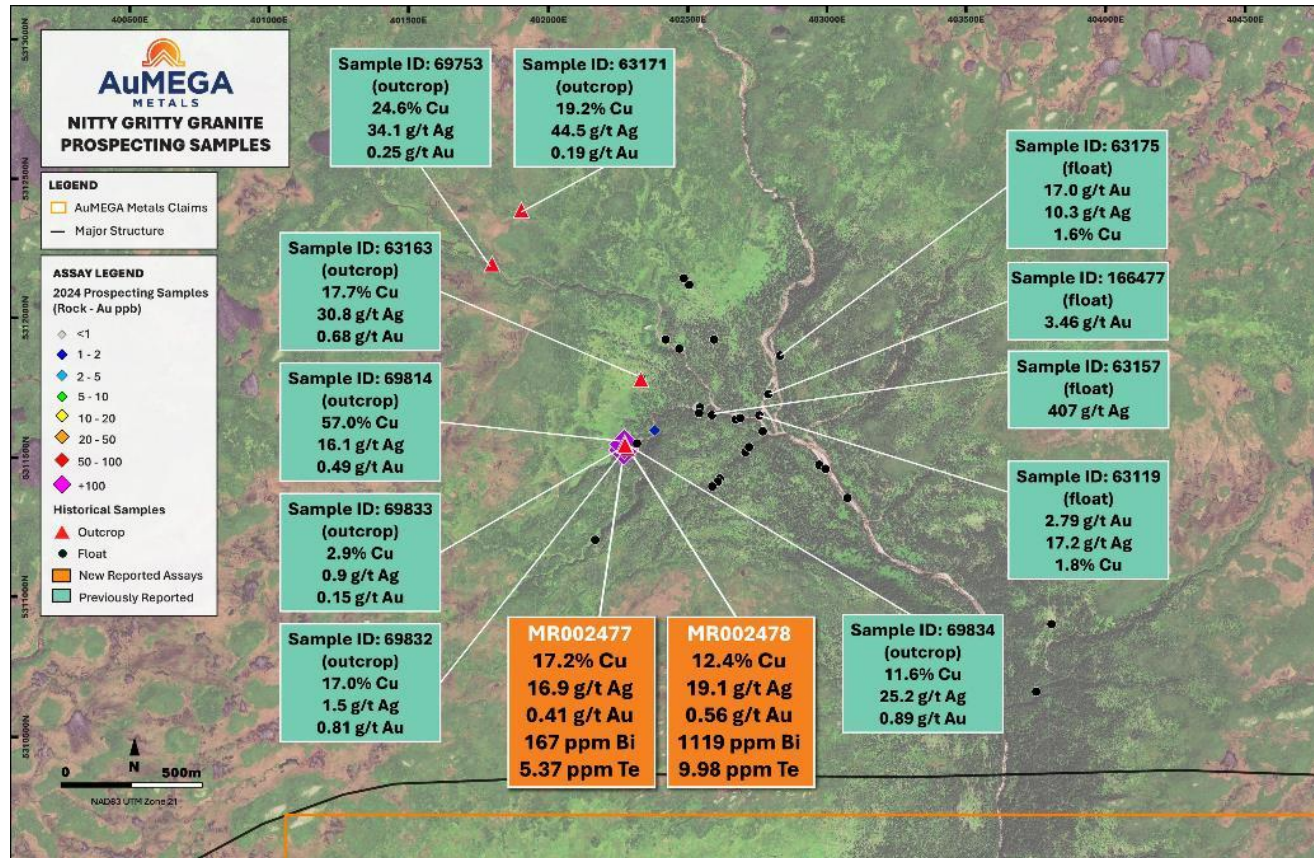 400500E
401000E
401500E
402000E
402500E
403000E
403500E
404000E
404500E
5313000N
5312500N
5312000N
5311500N
5311000N
5310500N
AuMEGA
METALS
NITTY GRITTY GRANITE
PROSPECTING SAMPLES
LEGEND
AuMEGA Metals Claims
Major Structure
ASSAY LEGEND
2024 Prospecting Samples
(Rock - Au ppb)
<1
1 - 2
2 - 5
5 - 10
10 - 20
20 - 50
50 - 100
+100
Historical Samples
Outcrop
Float
New Reported Assays
Previously Reported
Sample ID: 69753
(outcrop)
24.6% Cu
34.1 g/t Ag
0.25 g/t Au
Sample ID: 63171
(outcrop)
19.2% Cu
44.5 g/t Ag
0.19 g/t Au
Sample ID: 63175
(float)
17.0 g/t Au
10.3 g/t Ag
1.6% Cu
Sample ID: 63163
(outcrop)
17.7% Cu
30.8 g/t Ag
0.68 g/t Au
Sample ID: 166477
(float)
3.46 g/t Au
Sample ID: 69814
(outcrop)
57.0% Cu
16.1 g/t Ag
0.49 g/t Au
Sample ID: 63157
(float)
407 g/t Ag
Sample ID: 63119
(float)
2.79 g/t Au
17.2 g/t Ag
1.8% Cu
Sample ID: 69833
(outcrop)
2.9% Cu
0.9 g/t Ag
0.15 g/t Au
Sample ID: 69832
(outcrop)
17.0% Cu
1.5 g/t Ag
0.81 g/t Au
MR002477
17.2% Cu
16.9 g/t Ag
0.41 g/t Au
167 ppm Bi
5.37 ppm Te
MR002478
12.4% Cu
19.1 g/t Ag
0.56 g/t Au
1119 ppm Bi
9.98 ppm Te
Sample ID: 69834
(outcrop)
11.6% Cu
25.2 g/t Ag
0.89 g/t Au
0
N
500m
NAD83 UTM Zone 21